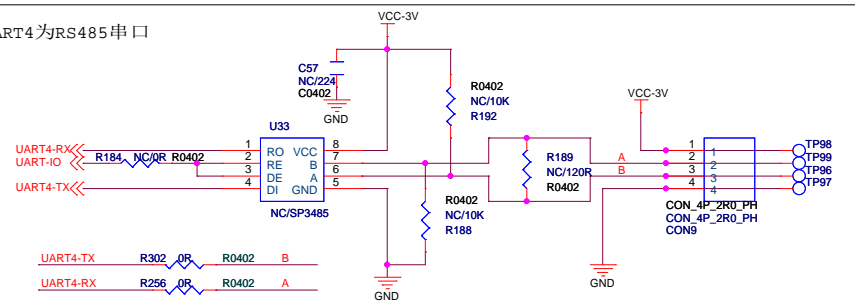 ART4为RS485串口
VCC-3V
C57
NC/224
C0402
GND
R0402
NC/10K
R192
VCC-3V
U33
UART4-RX
UART-IO
UART4-TX
R184
NC/0R
R0402
1
2
3
4
RO
RE
DE
DI
VCC
B
A
GND
8
7
6
5
NC/SP3485
R189
NC/120R
R0402
A
B
1
2
3
4
1
2
3
4
TP98
TP99
TP96
TP97
CON_4P_2R0_PH
CON_4P_2R0_PH
CON9
R0402
NC/10K
R188
GND
GND
UART4-TX
R302
0R
R0402
B
UART4-RX
R256
0R
R0402
A